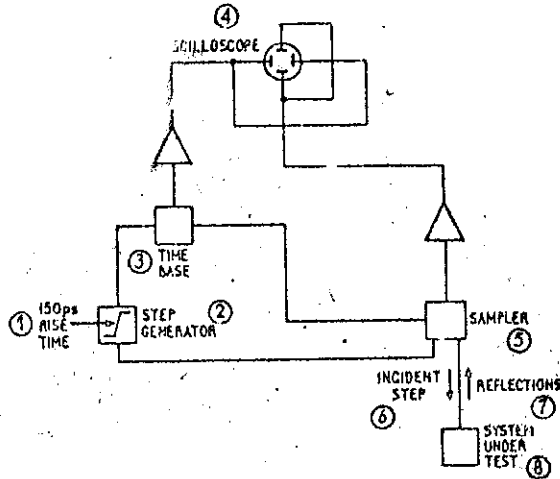 ④
SCILLOSCOPE
③ TIME
BASE
① 150ps
RISE
TIME
STEP ②
GENERATOR
SAMPLER
⑤
INCIDENT
STEP
⑥
REFLECTIONS
⑦
SYSTEM
UNDER
TEST ⑧